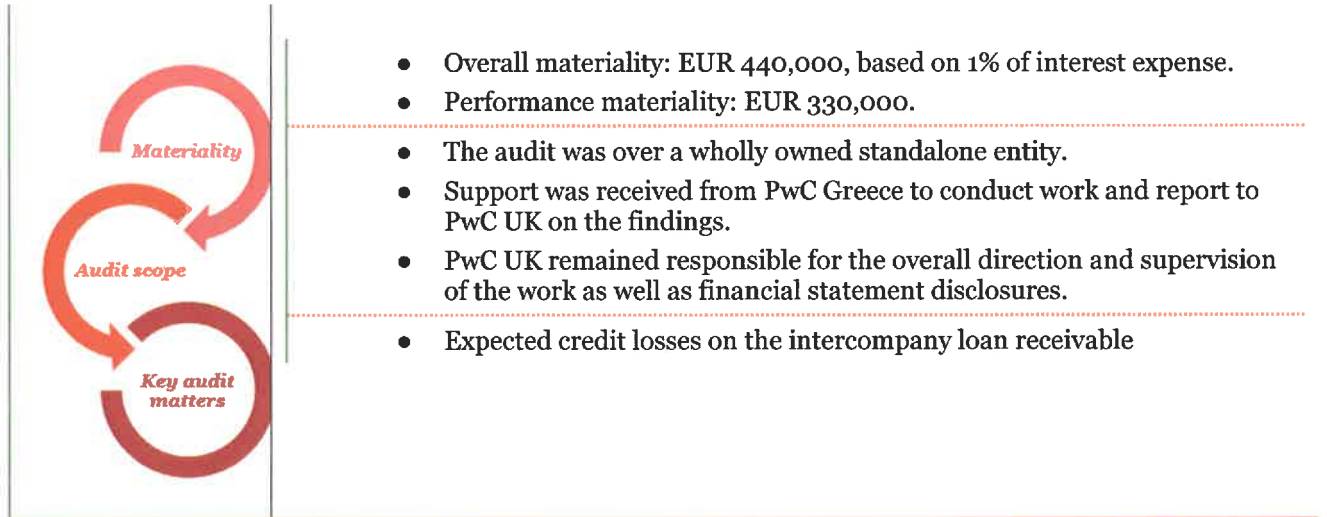 Materiality
• Overall materiality: EUR 440,000, based on 1% of interest expense.
• Performance materiality: EUR 330,000.
Audit scope
• The audit was over a wholly owned standalone entity.
• Support was received from PwC Greece to conduct work and report to
PwC UK on the findings.
• PwC UK remained responsible for the overall direction and supervision
of the work as well as financial statement disclosures.
Key audit
matters
• Expected credit losses on the intercompany loan receivable